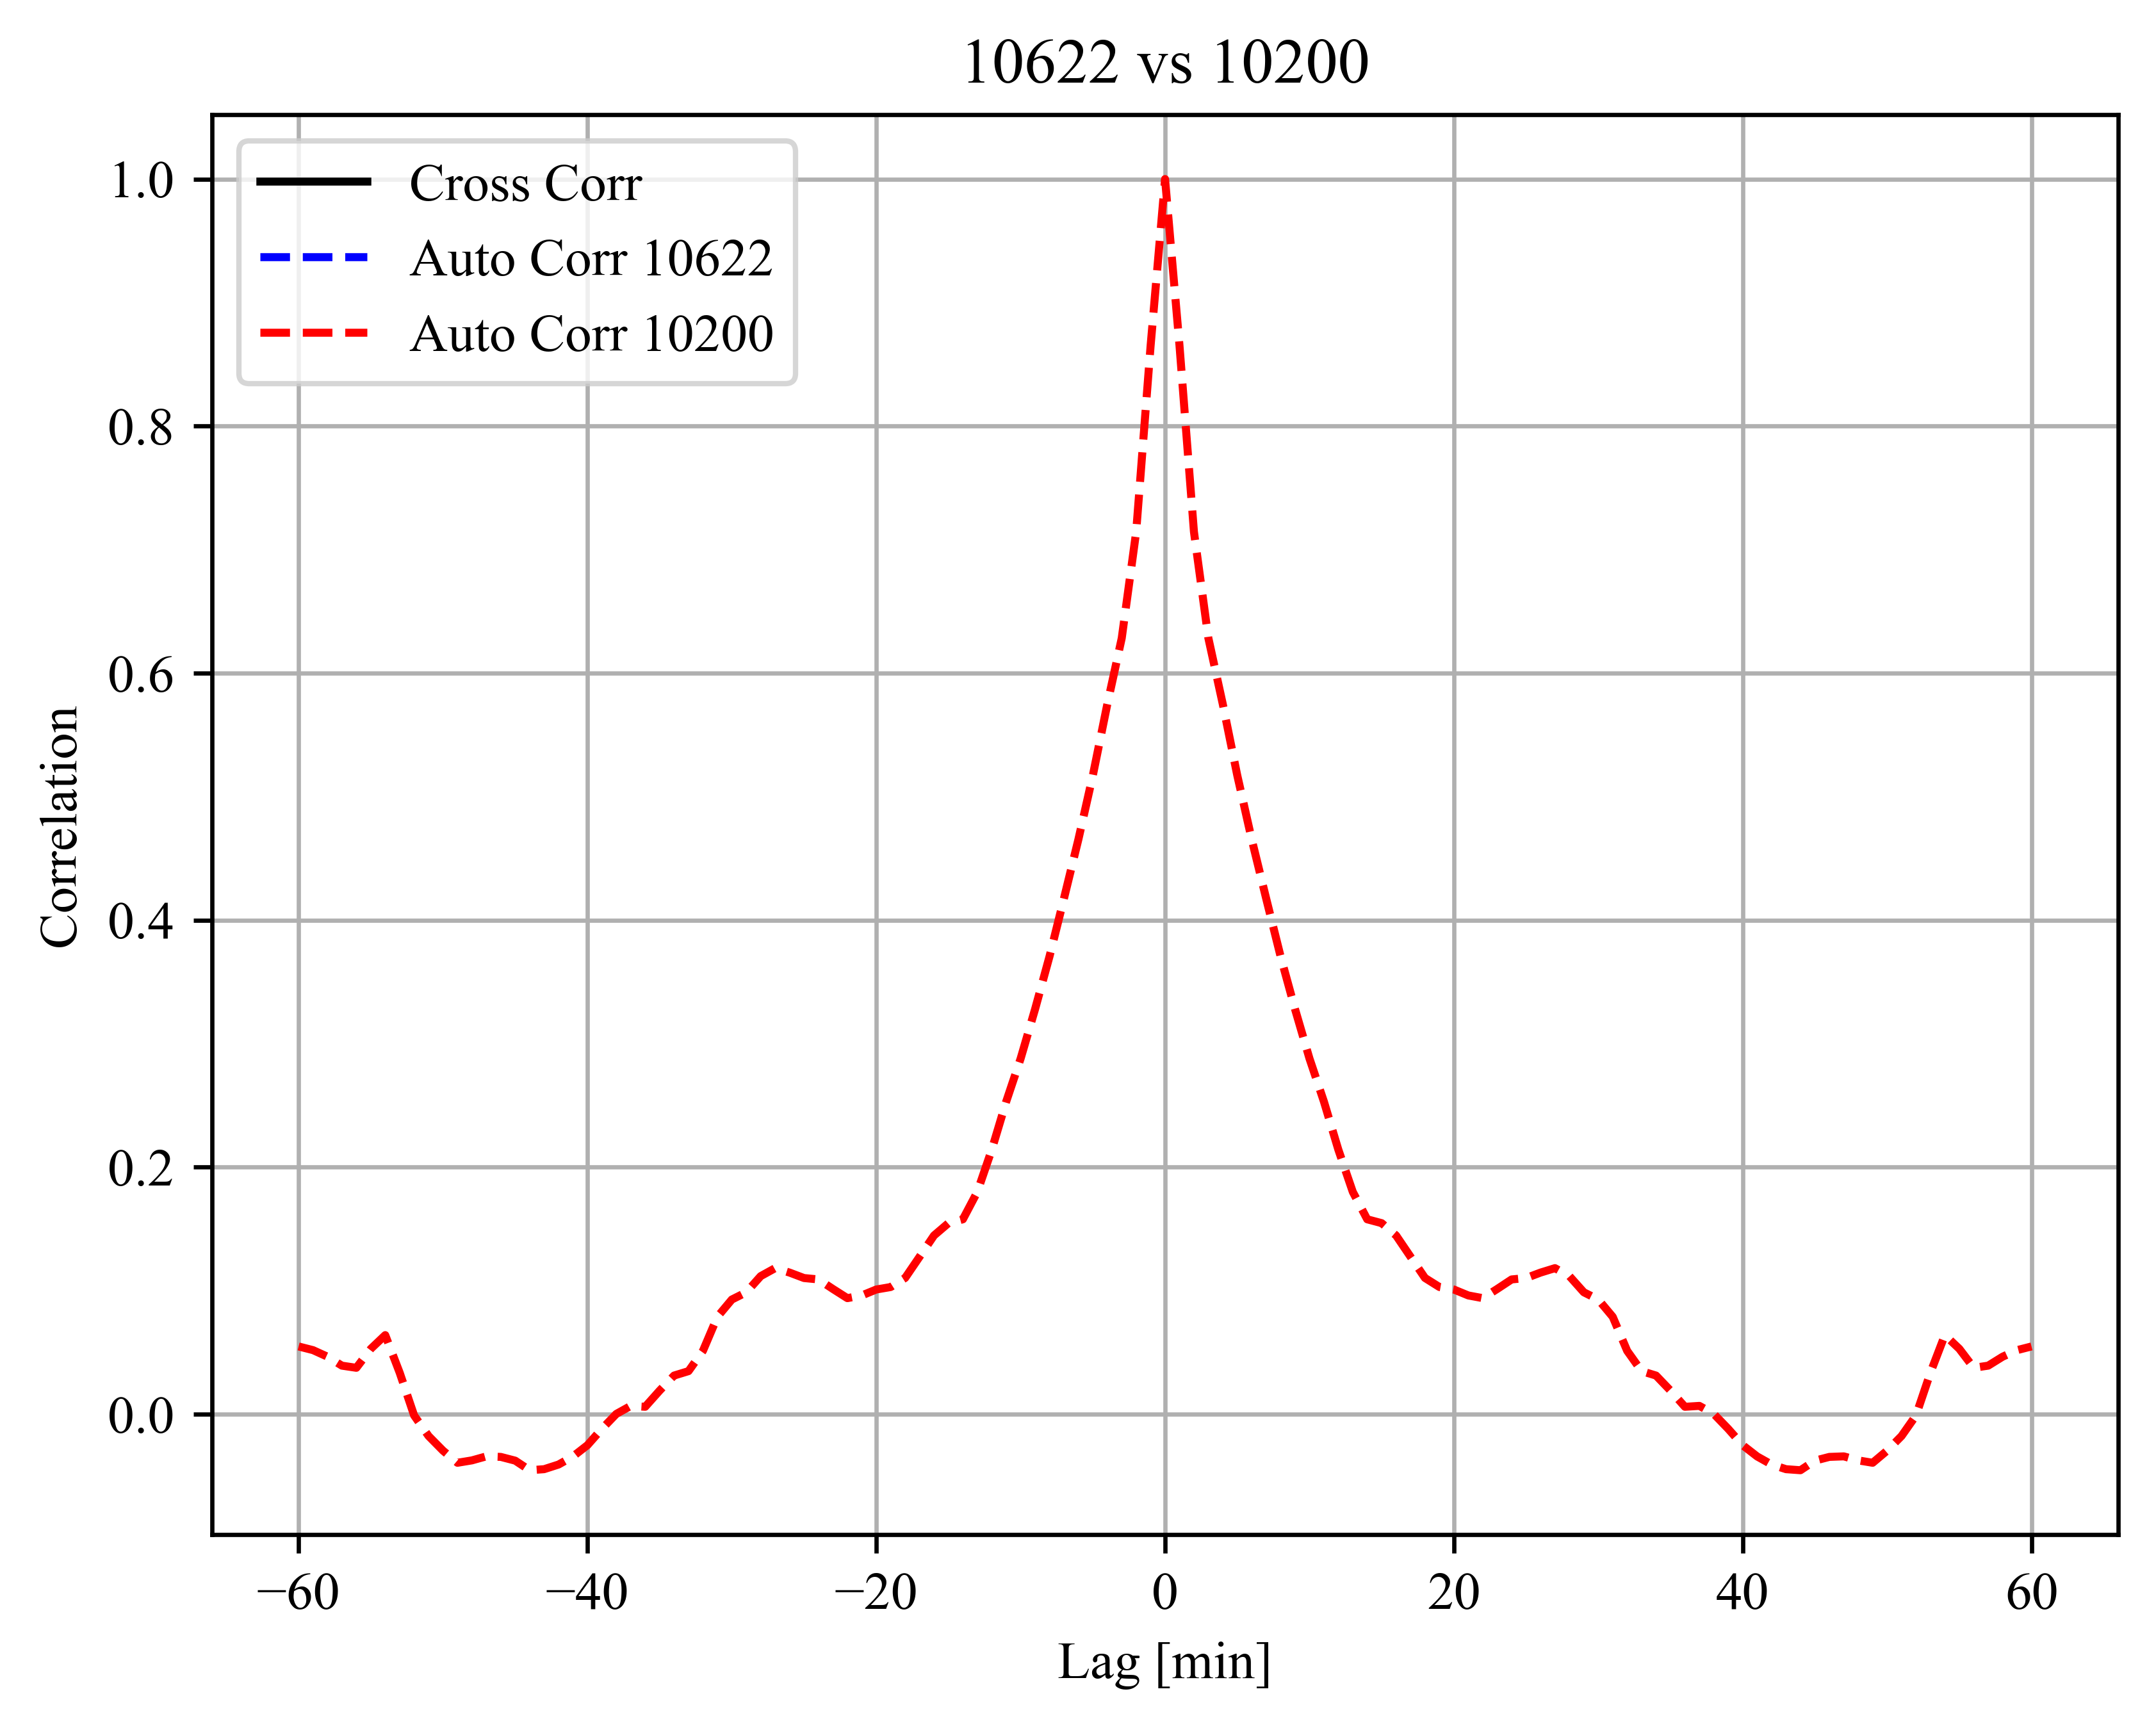 10622 vs 10200
Cross Corr
Auto Corr 10622
Auto Corr 10200
1.0
0.8
0.6
0.4
0.2
0.0
Correlation
−60
−40
−20
0
20
40
60
Lag [min]